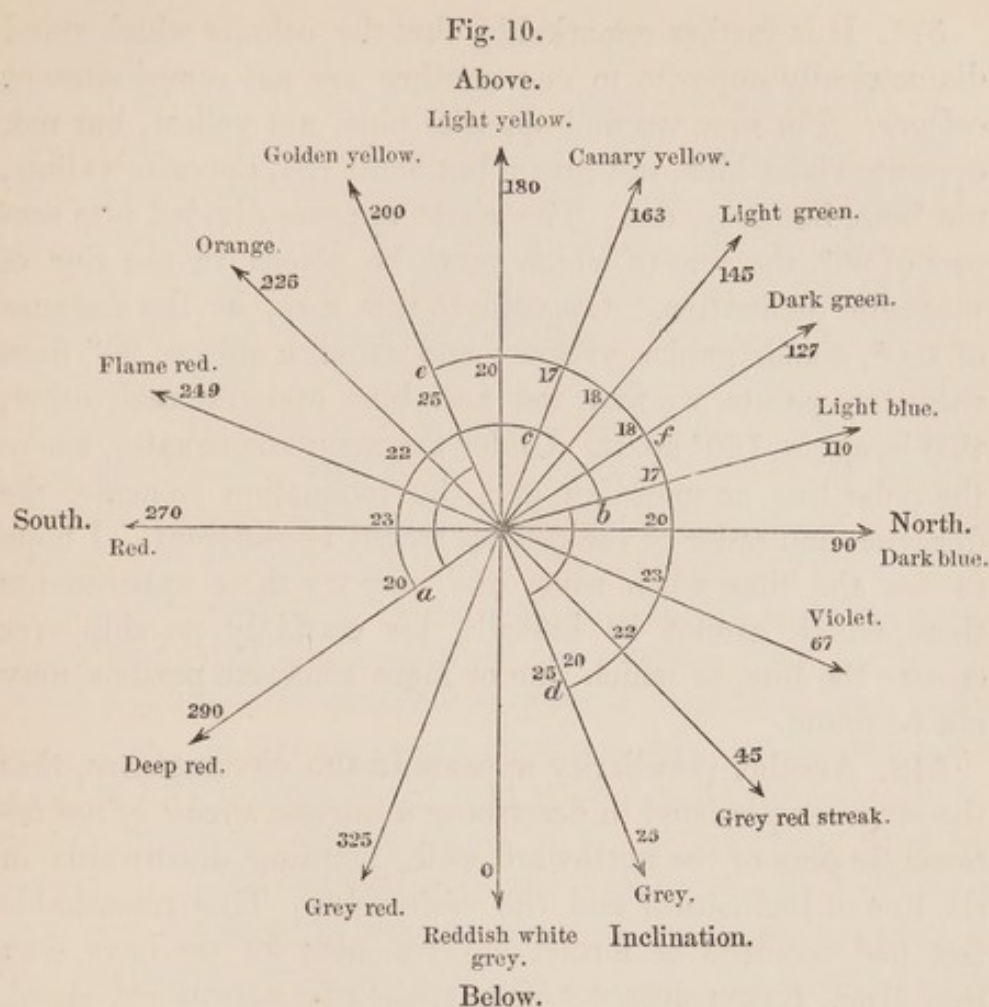 Fig. 10.
Above.
Light yellow.
Golden yellow.
Canary yellow.
180
200
163
Light green.
Orange.
225
145
Dark green.
127
Flame red.
249
e
20
17
25
18
Light blue.
110
22
c
18
f
17
South.
270
23
b
20
North.
Red.
90
Dark blue.
20
a
23
Violet.
67
22
25
20
d
290
45
Deep red.
Grey red streak.
325
0
25
Grey red.
Grey.
Reddish white
grey.
Inclination.
Below.